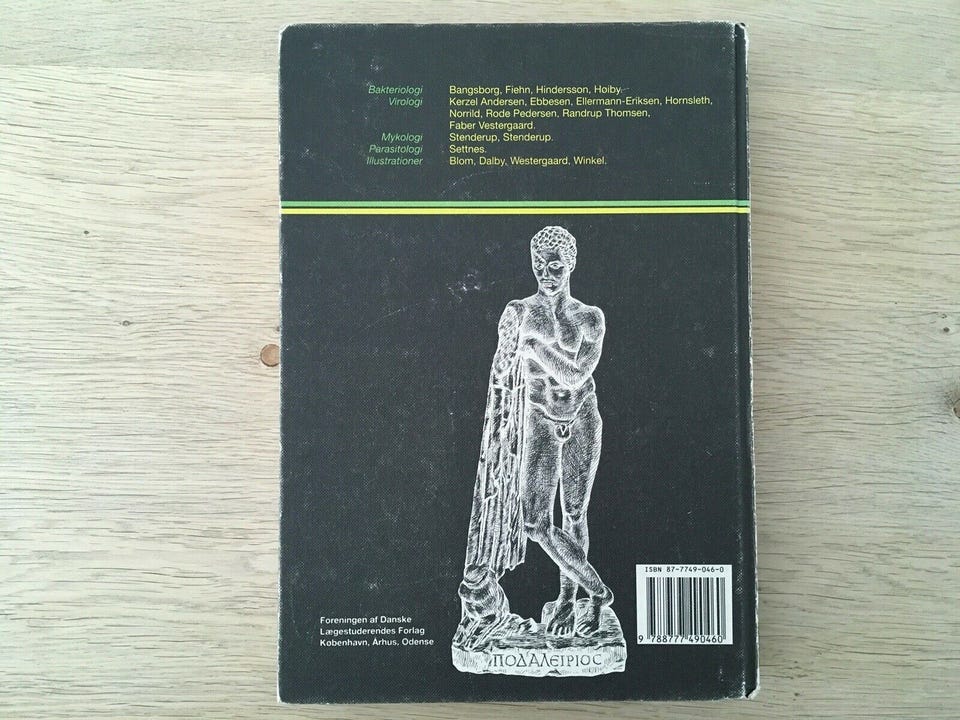 Bakteriologi Bangsborg, Fiehn, Hindersson, Høiby.
Virologi Kerzel Andersen, Ebbesen, Ellermann-Eriksen, Hornsleth,
Norrild, Rode Pedersen, Randrup Thomsen,
Faber Vestergaard.
Mykologi Stenderup, Stenderup.
Parasitologi Settnes.
Illustrationer Blom, Dalby, Westergaard, Winkel.
ISBN 87-7749-046-0
9 788777 490460
Foreningen af Danske
Lægestuderendes Forlag
København, Århus, Odense
ΠΟΔΑΛΕΙΡΙΟΣ